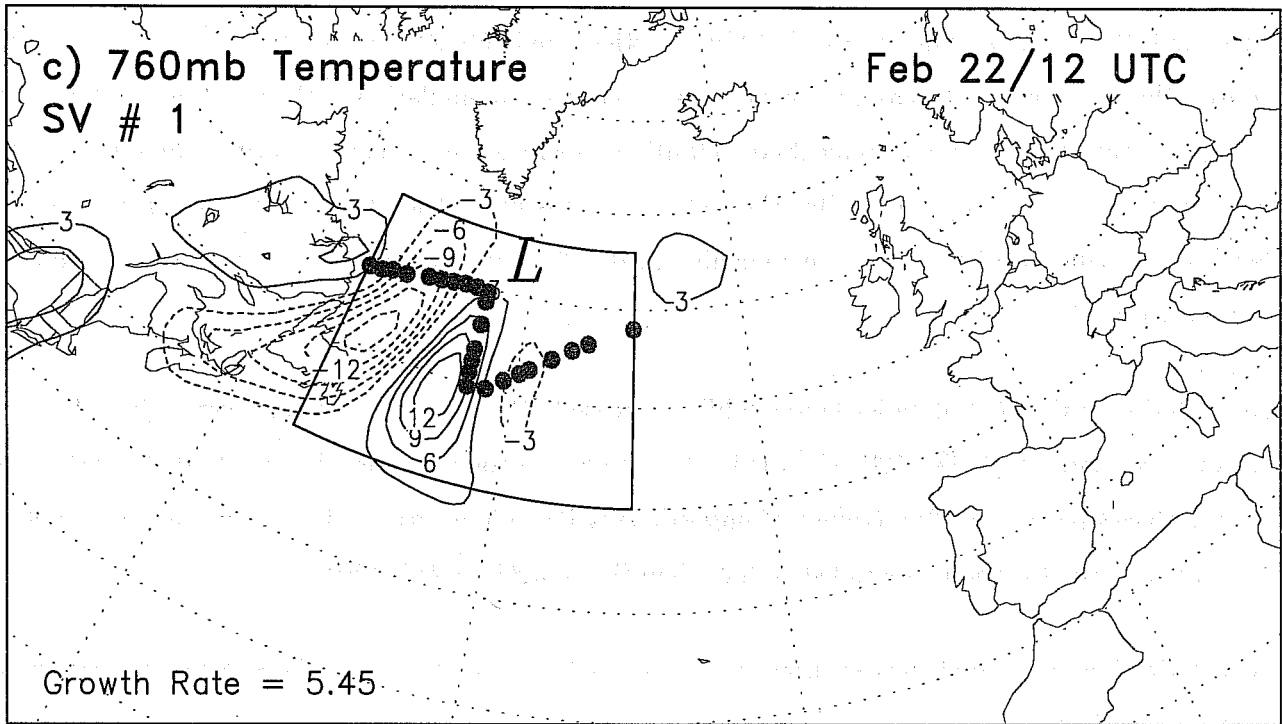 c) 760mb Temperature
Feb 22/12 UTC
SV # 1
-3
3
3
-6
-9
L
3
-12
12
9
-3
6
Growth Rate = 5.45